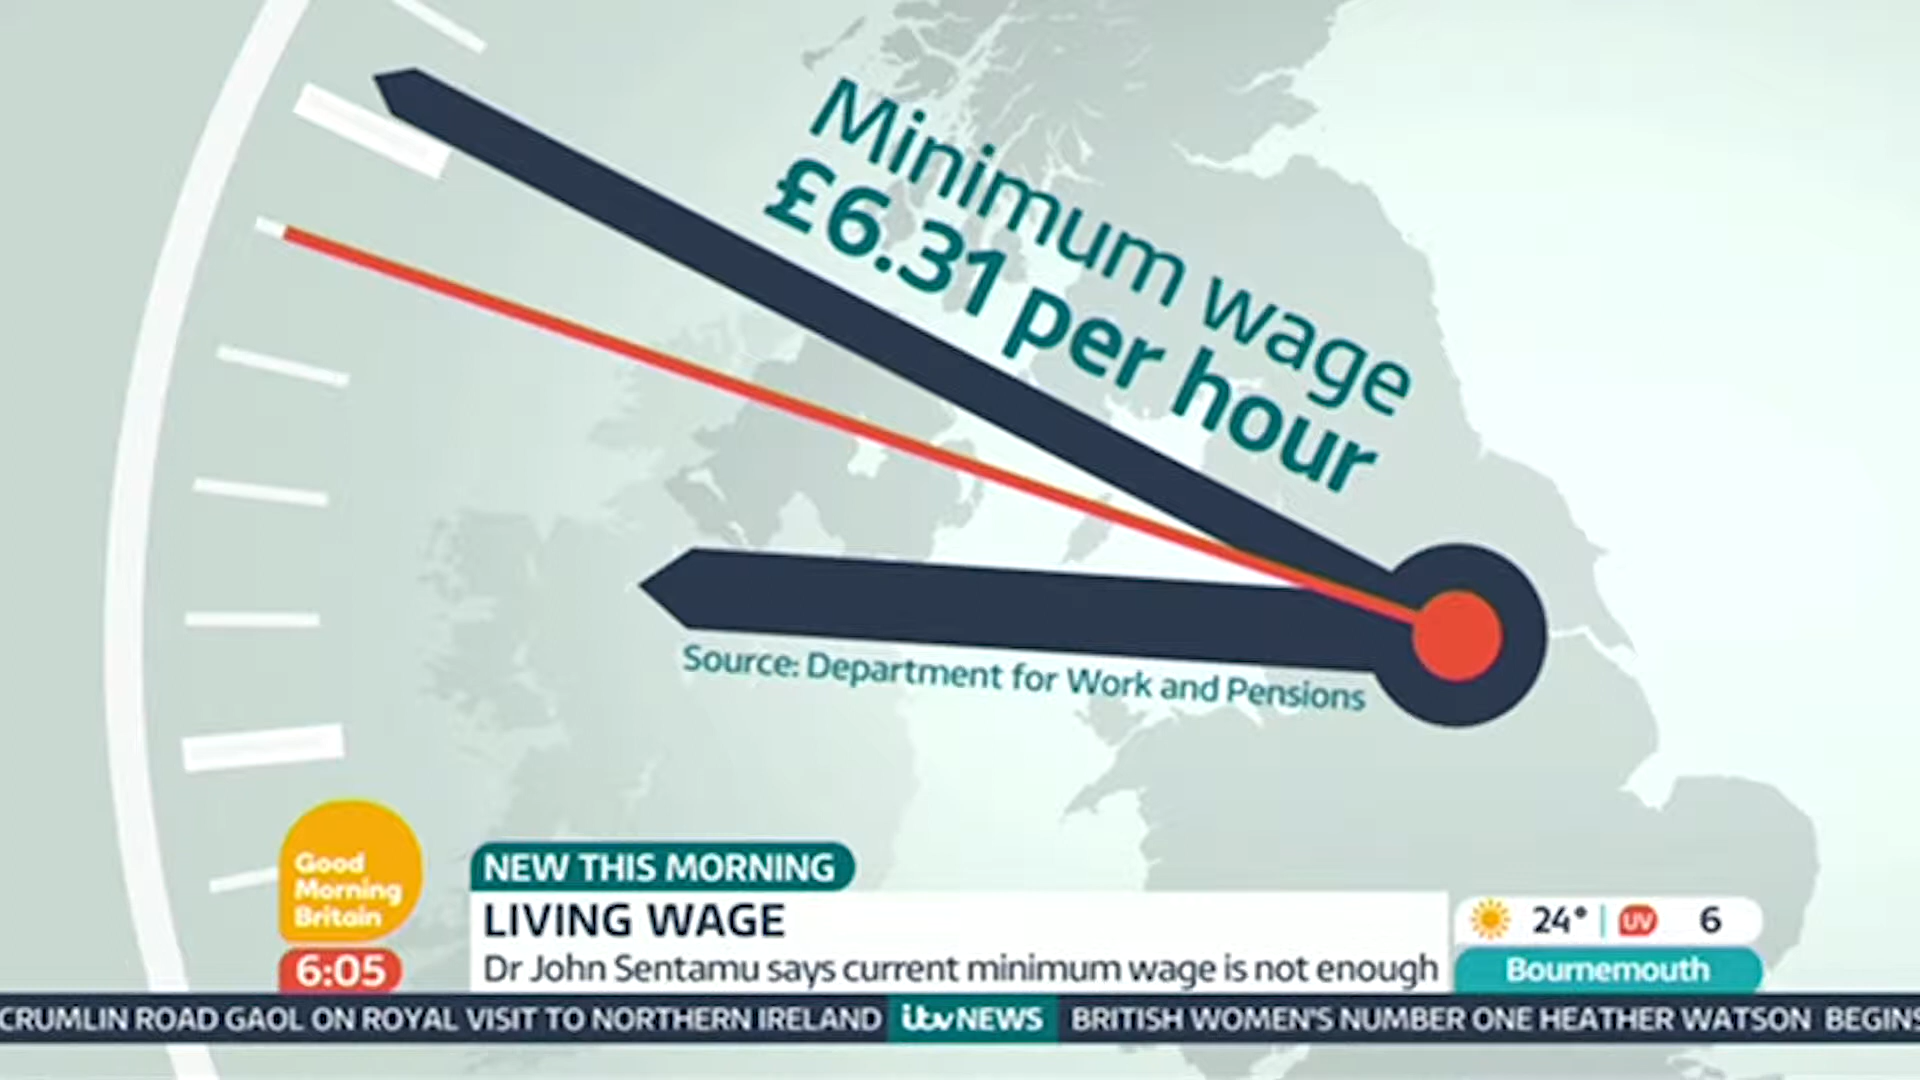 Minimum wage
£6.31 per hour
Source: Department for Work and Pensions
Good
Morning
Britain
6:05
NEW THIS MORNING
LIVING WAGE
Dr John Sentamu says current minimum wage is not enough
24° UV 6
Bournemouth
CRUMLIN ROAD GAOL ON ROYAL VISIT TO NORTHERN IRELAND itv NEWS BRITISH WOMEN'S NUMBER ONE HEATHER WATSON BEGINS